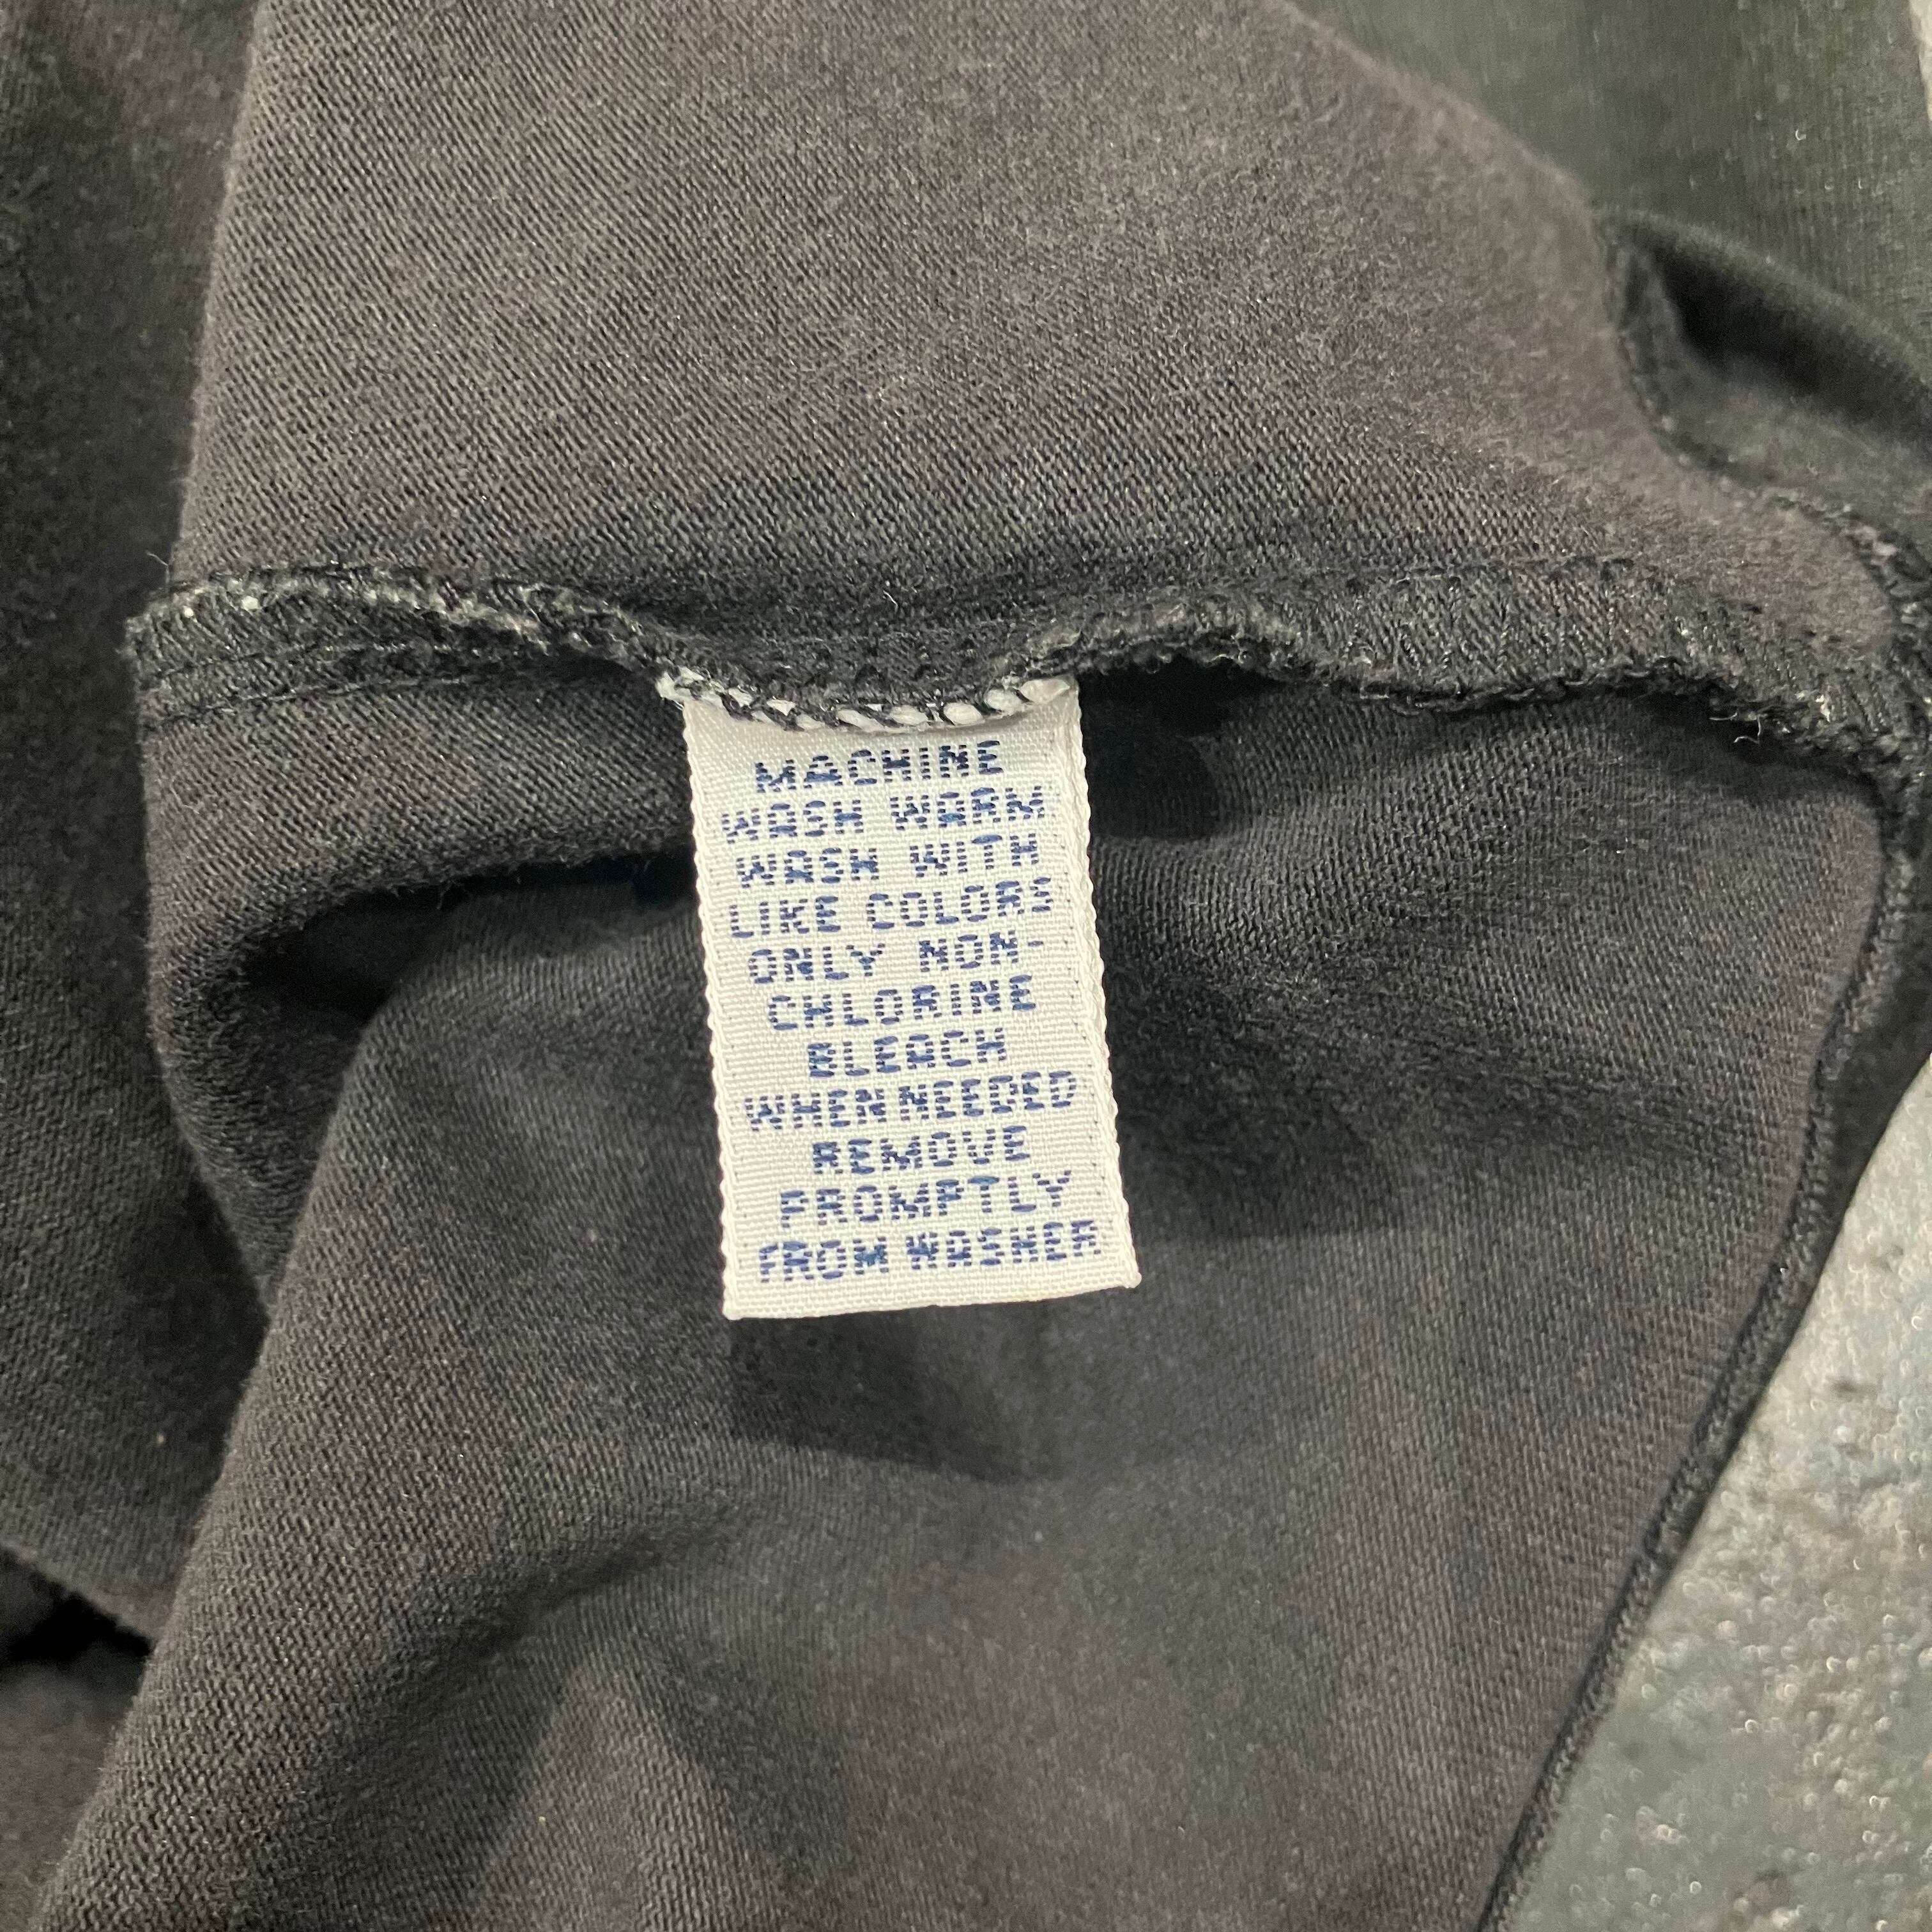 MACHINE
WASH WARM
WASH WITH
LIKE COLORS
ONLY NON-
CHLORINE
BLEACH
WHEN NEEDED
REMOVE
PROMPTLY
FROM WASHER